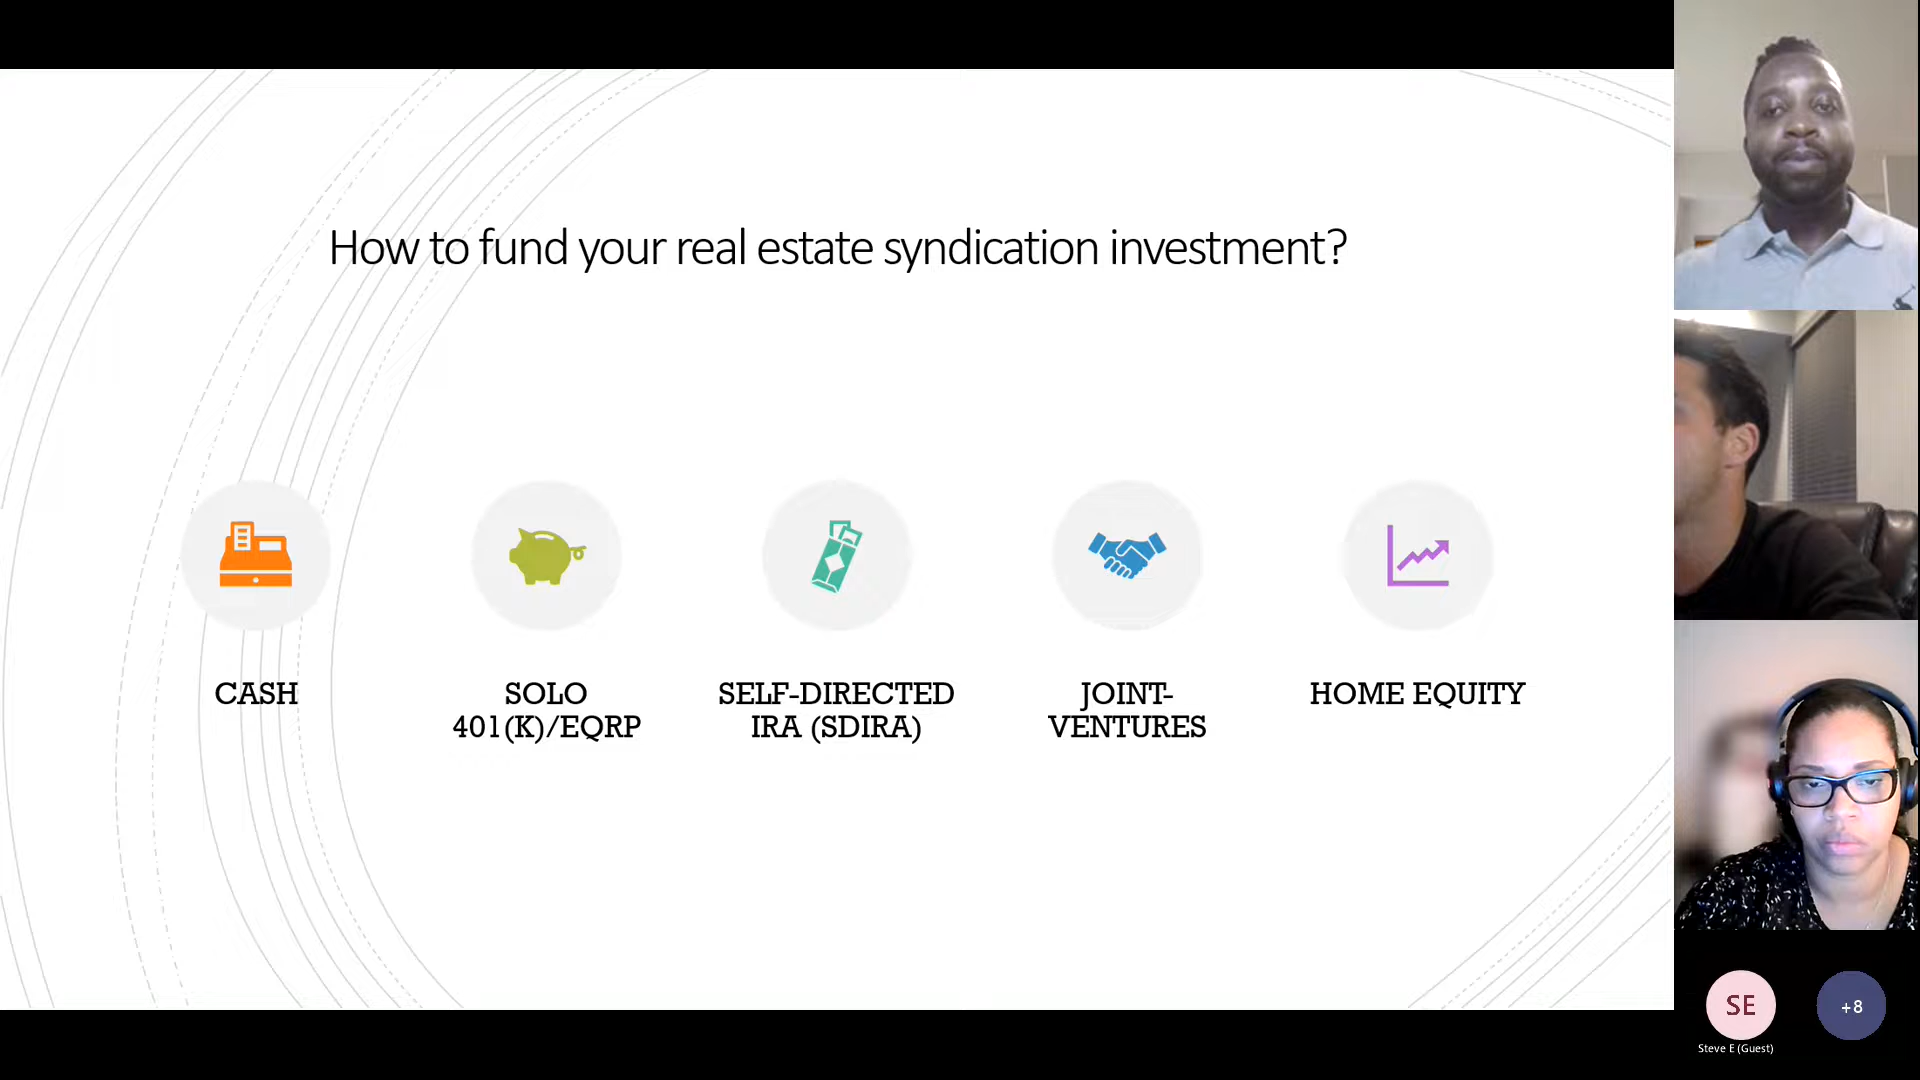 How to fund your real estate syndication investment?
CASH
SOLO
401(K)/EQRP
SELF-DIRECTED
IRA (SDIRA)
JOINT-
VENTURES
HOME EQUITY
SE
+8
Steve E (Guest)